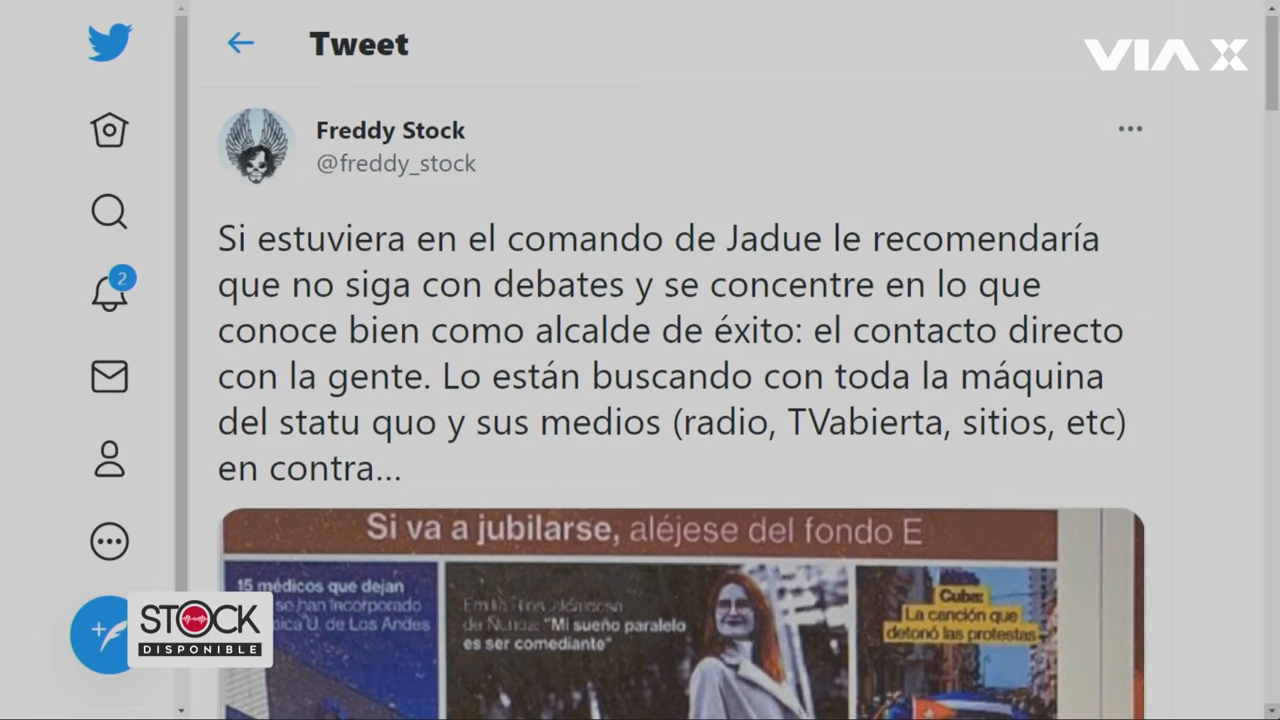 Tweet
VIA X
Freddy Stock
@freddy_stock
Si estuviera en el comando de Jadue le recomendaría
que no siga con debates y se concentre en lo que
conoce bien como alcalde de éxito: el contacto directo
con la gente. Lo están buscando con toda la máquina
del statu quo y sus medios (radio, TVabierta, sitios, etc)
en contra...
2
Si va a jubilarse, aléjese del fondo E
15 médicos que dejan
se han incorporado
U. de Los Andes
de "Mi sueño paralelo
es ser comediante"
Cuba:
La canción que
detonó las protestas
STOCK
DISPONIBLE